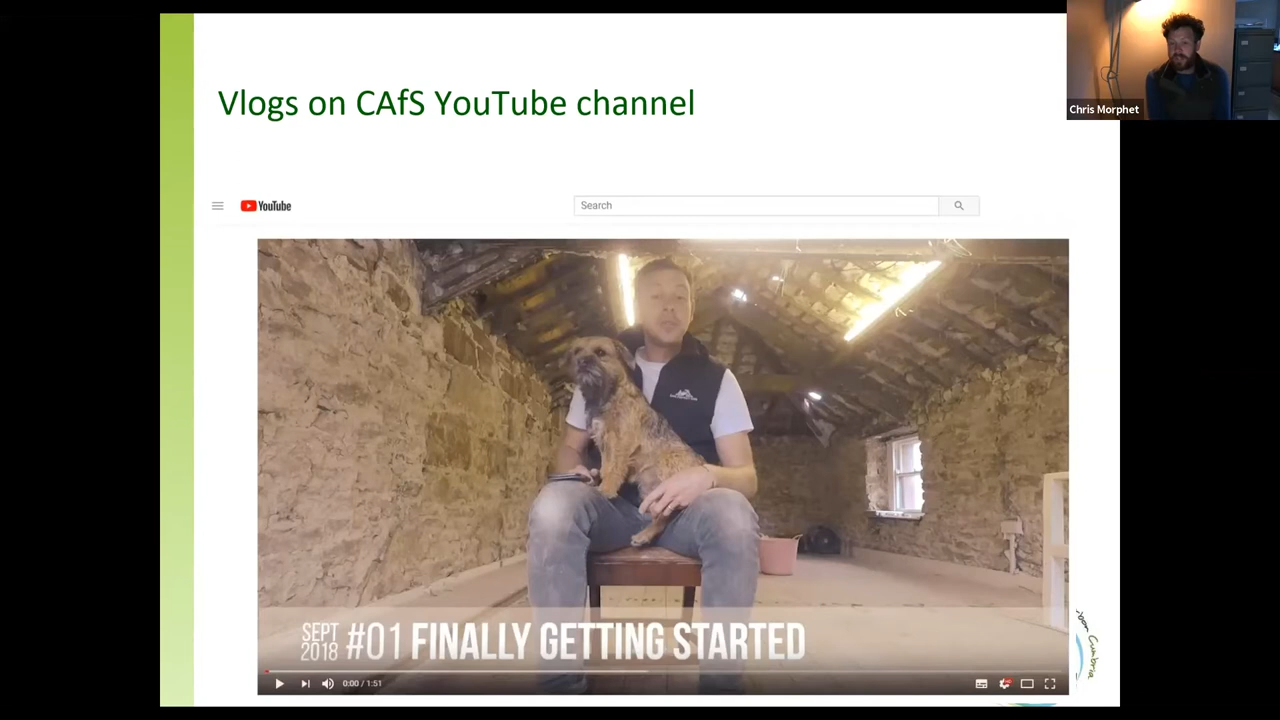 Vlogs on CAfS YouTube channel
Chris Morphet
YouTube
Search
SEPT
2018
#01 FINALLY GETTING STARTED
0:00 / 1:51
Cumbria